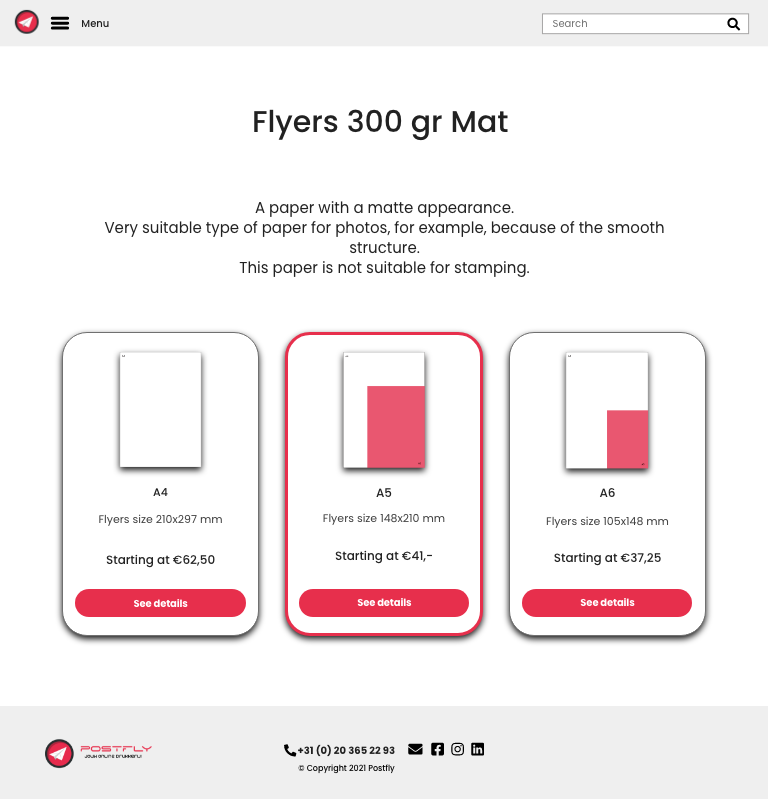 Menu
Search
Flyers 300 gr Mat
A paper with a matte appearance.
Very suitable type of paper for photos, for example, because of the smooth
structure.
This paper is not suitable for stamping.
A4
Flyers size 210x297 mm
Starting at €62,50
See details
A5
Flyers size 148x210 mm
Starting at €41,-
See details
A6
Flyers size 105x148 mm
Starting at €37,25
See details
POSTFLY
JOUW ONLINE DRUKKERIJ
+31 (0) 20 365 22 93
© Copyright 2021 Postfly